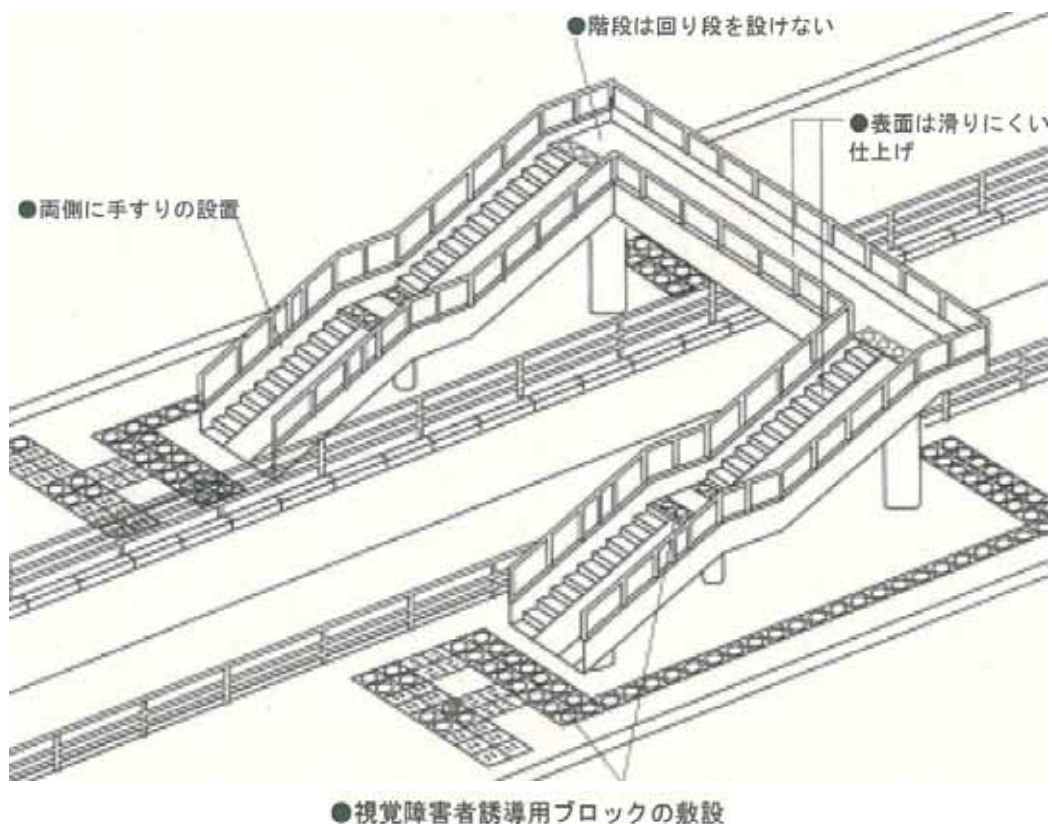 ●階段は回り段を設けない
●表面は滑りにくい
仕上げ
●両側に手すりの設置
●視覚障害者誘導用ブロックの敷設